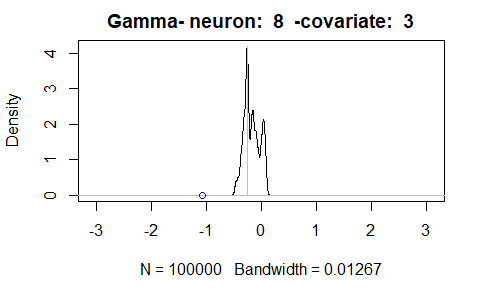 Gamma- neuron:  8  -covariate:  3
Density
4
3
2
1
0
-3 -2 -1 0 1 2 3
N = 100000   Bandwidth = 0.01267